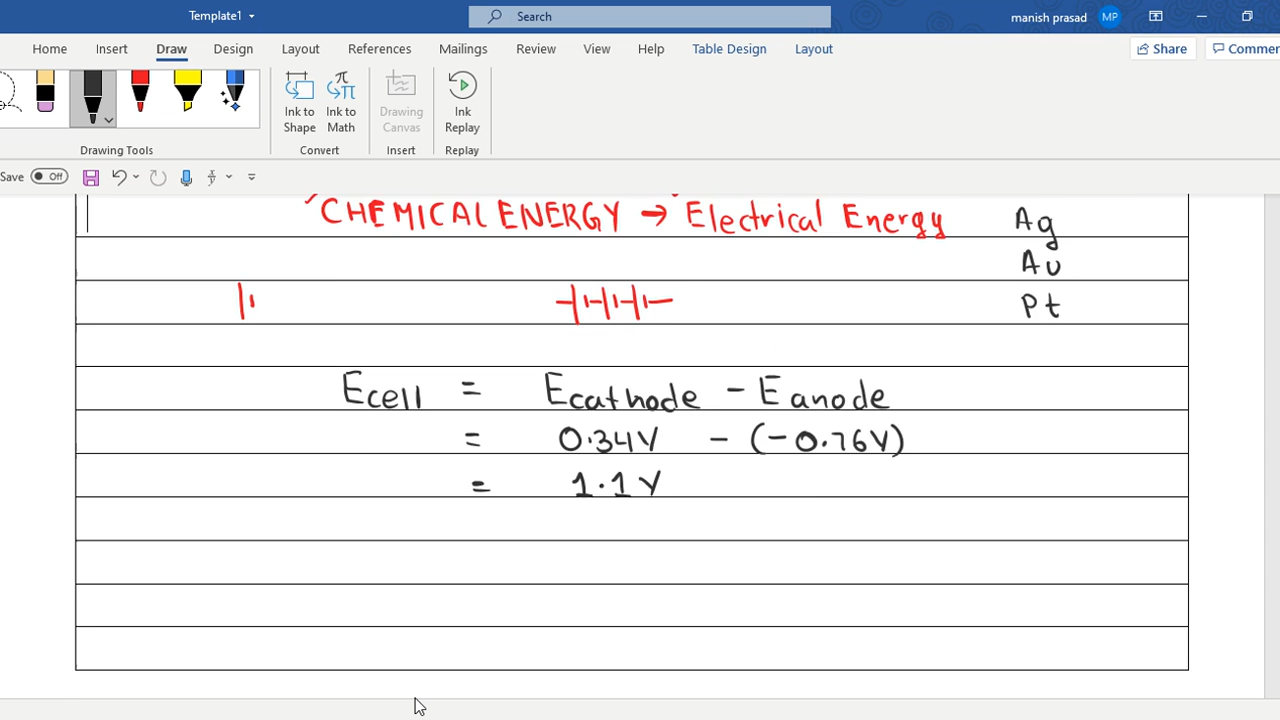 Template1
Search
manish prasad MP
Home Insert Draw Design Layout References Mailings Review View Help Table Design Layout
Share Commer
Ink to Shape Ink to Math Drawing Canvas Ink Replay
Drawing Tools Convert Insert Replay
Save Off
CHEMICAL ENERGY → Electrical Energy
Ag
Au
Pt
Ecell = Ecathode - Eanode
= 0.34V - (-0.76V)
= 1.1V